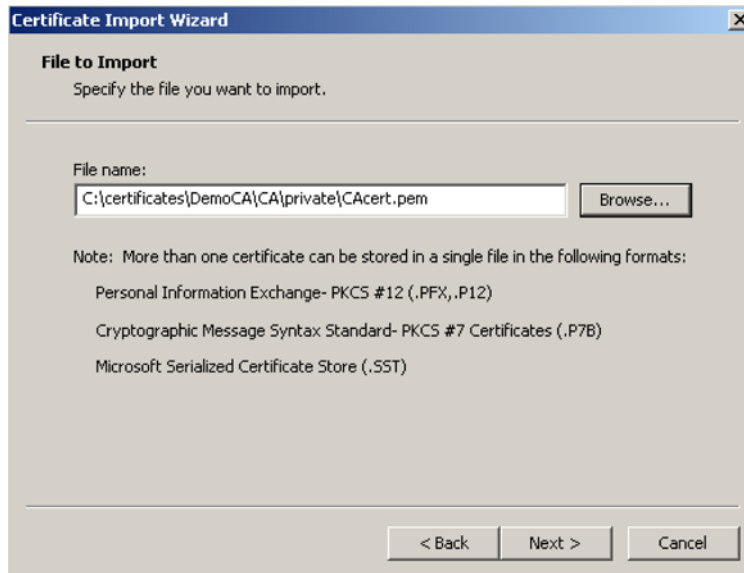 Certificate Import Wizard
File to Import
Specify the file you want to import.
File name:
C:\certificates\DemoCA\CA\private\CAcert.pem
Browse...
Note:  More than one certificate can be stored in a single file in the following formats:
Personal Information Exchange- PKCS #12 (.PFX,.P12)
Cryptographic Message Syntax Standard- PKCS #7 Certificates (.P7B)
Microsoft Serialized Certificate Store (.SST)
< Back
Next >
Cancel